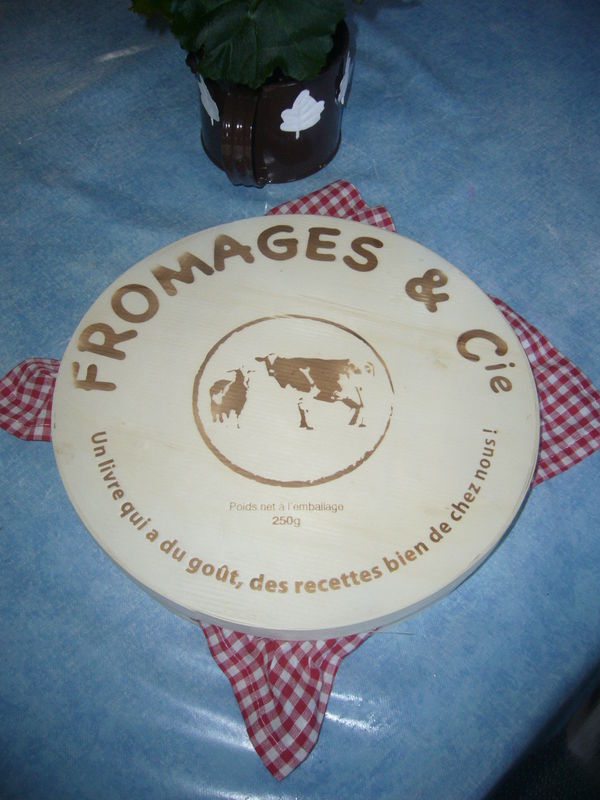 FROMAGES & Cie
Poids net à l'emballage
250g
Un livre qui a du goût, des recettes bien de chez nous !